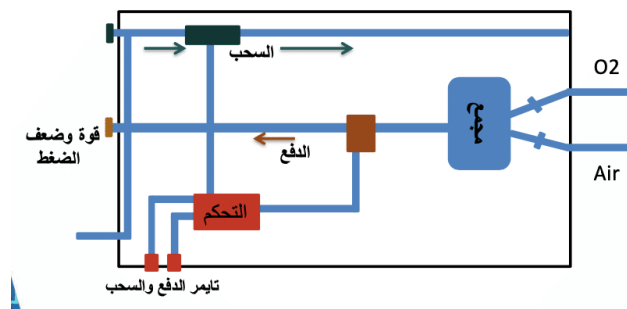 السحب
O2
مجمع
قوة وضعف
الضغط
الدفع
Air
التحكم
تايمر الدفع والسحب